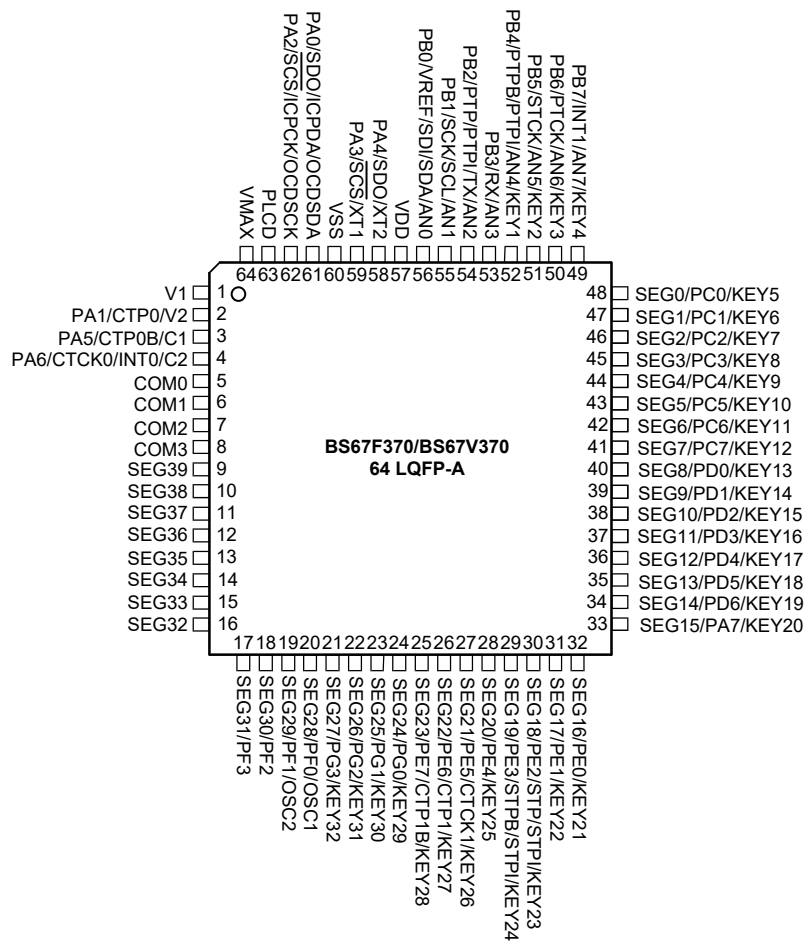 PB7/INT1/AN7/KEY4
PB6/PTCK/AN6/KEY3
PB5/STCK/AN5/KEY2
PB4/PTPB/PTPI/AN4/KEY1
PB3/RX/AN3
PB2/PTP/PTPI/TX/AN2
PB1/SCK/SCL/AN1
PB0/VREF/SDI/SDA/AN0
VDD
PA4/SDO/XT2
PA3/SCS/XT1
VSS
PA0/SDO/ICPDA/OCDSDA
PA2/SCS/ICPCK/OCDSCK
PLCD
VMAX
64 63 62 61 60 59 58 57 56 55 54 53 52 51 50 49
V1 1
PA1/CTP0/V2 2
PA5/CTP0B/C1 3
PA6/CTCK0/INT0/C2 4
COM0 5
COM1 6
COM2 7
COM3 8
SEG39 9
SEG38 10
SEG37 11
SEG36 12
SEG35 13
SEG34 14
SEG33 15
SEG32 16
BS67F370/BS67V370
64 LQFP-A
48 SEG0/PC0/KEY5
47 SEG1/PC1/KEY6
46 SEG2/PC2/KEY7
45 SEG3/PC3/KEY8
44 SEG4/PC4/KEY9
43 SEG5/PC5/KEY10
42 SEG6/PC6/KEY11
41 SEG7/PC7/KEY12
40 SEG8/PD0/KEY13
39 SEG9/PD1/KEY14
38 SEG10/PD2/KEY15
37 SEG11/PD3/KEY16
36 SEG12/PD4/KEY17
35 SEG13/PD5/KEY18
34 SEG14/PD6/KEY19
33 SEG15/PA7/KEY20
17 18 19 20 21 22 23 24 25 26 27 28 29 30 31 32
SEG31/PF3
SEG30/PF2
SEG29/PF1/OSC2
SEG28/PF0/OSC1
SEG27/PG3/KEY32
SEG26/PG2/KEY31
SEG25/PG1/KEY30
SEG24/PG0/KEY29
SEG23/PE7/CTP1B/KEY28
SEG22/PE6/CTP1/KEY27
SEG21/PE5/CTCK1/KEY26
SEG20/PE4/KEY25
SEG19/PE3/STPB/STPI/KEY24
SEG18/PE2/STP/STPI/KEY23
SEG17/PE1/KEY22
SEG16/PE0/KEY21